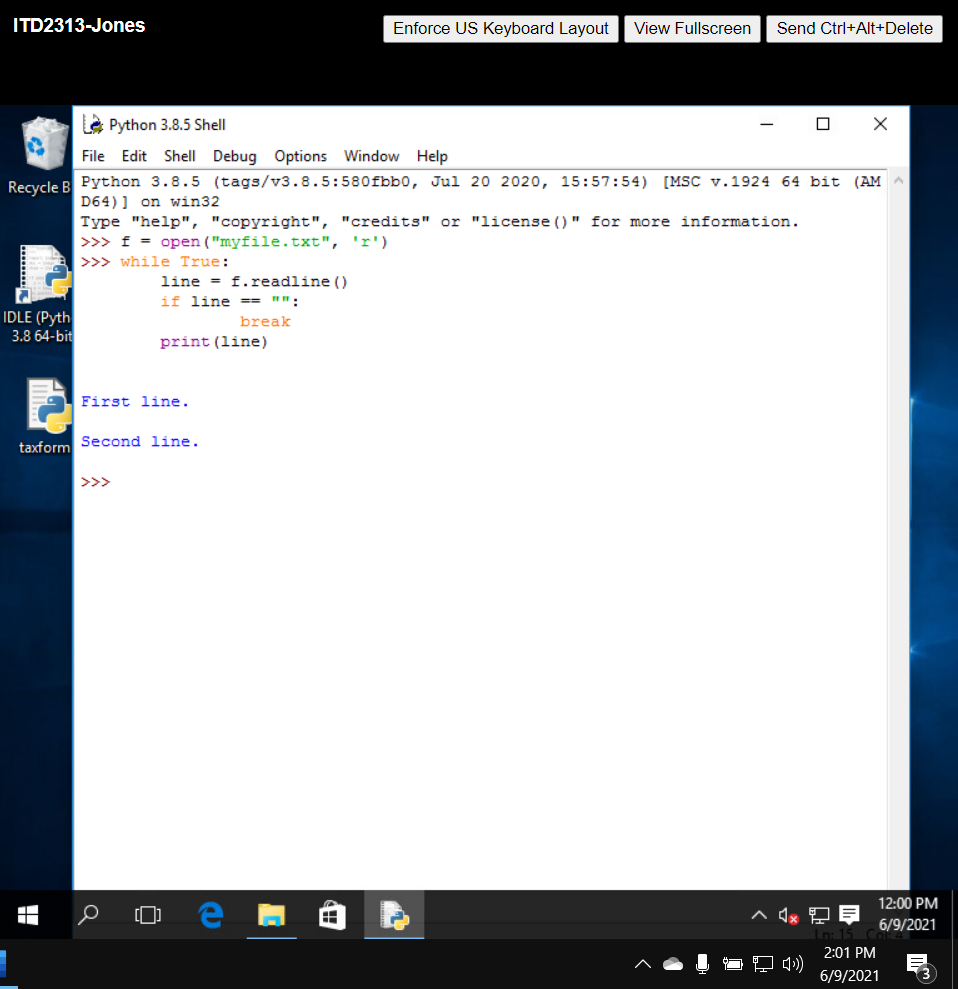 ITD2313-Jones
Enforce US Keyboard Layout
View Fullscreen
Send Ctrl+Alt+Delete
Recycle B
IDLE (Pyth
3.8 64-bit
taxform
Python 3.8.5 Shell
File Edit Shell Debug Options Window Help
Python 3.8.5 (tags/v3.8.5:580fbb0, Jul 20 2020, 15:57:54) [MSC v.1924 64 bit (AM
D64)] on win32
Type "help", "copyright", "credits" or "license()" for more information.
>>> f = open("myfile.txt", 'r')
>>> while True:
line = f.readline()
if line == "":
break
print(line)
First line.
Second line.
>>>
Ln: 15 Col: 4
12:00 PM
6/9/2021
2:01 PM
6/9/2021
3